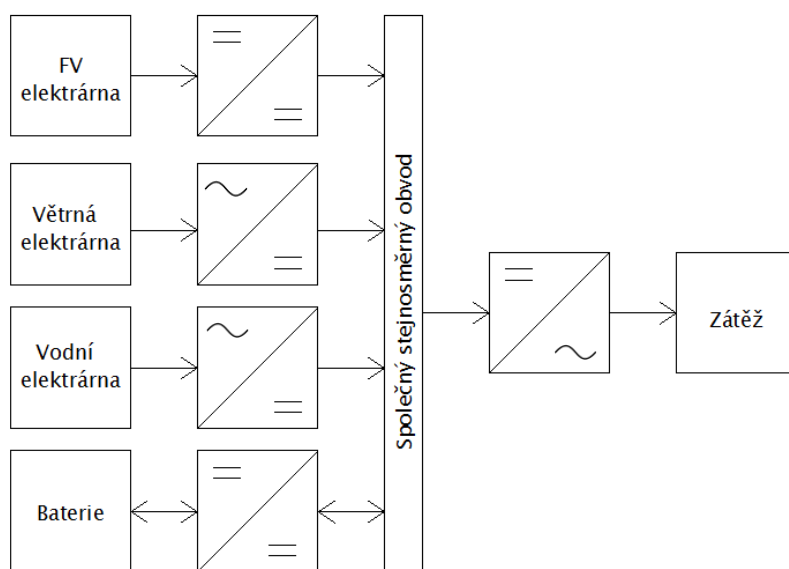 FV
elektrárna
Větrná
elektrárna
Vodní
elektrárna
Baterie
Společný stejnosměrný obvod
Zátěž